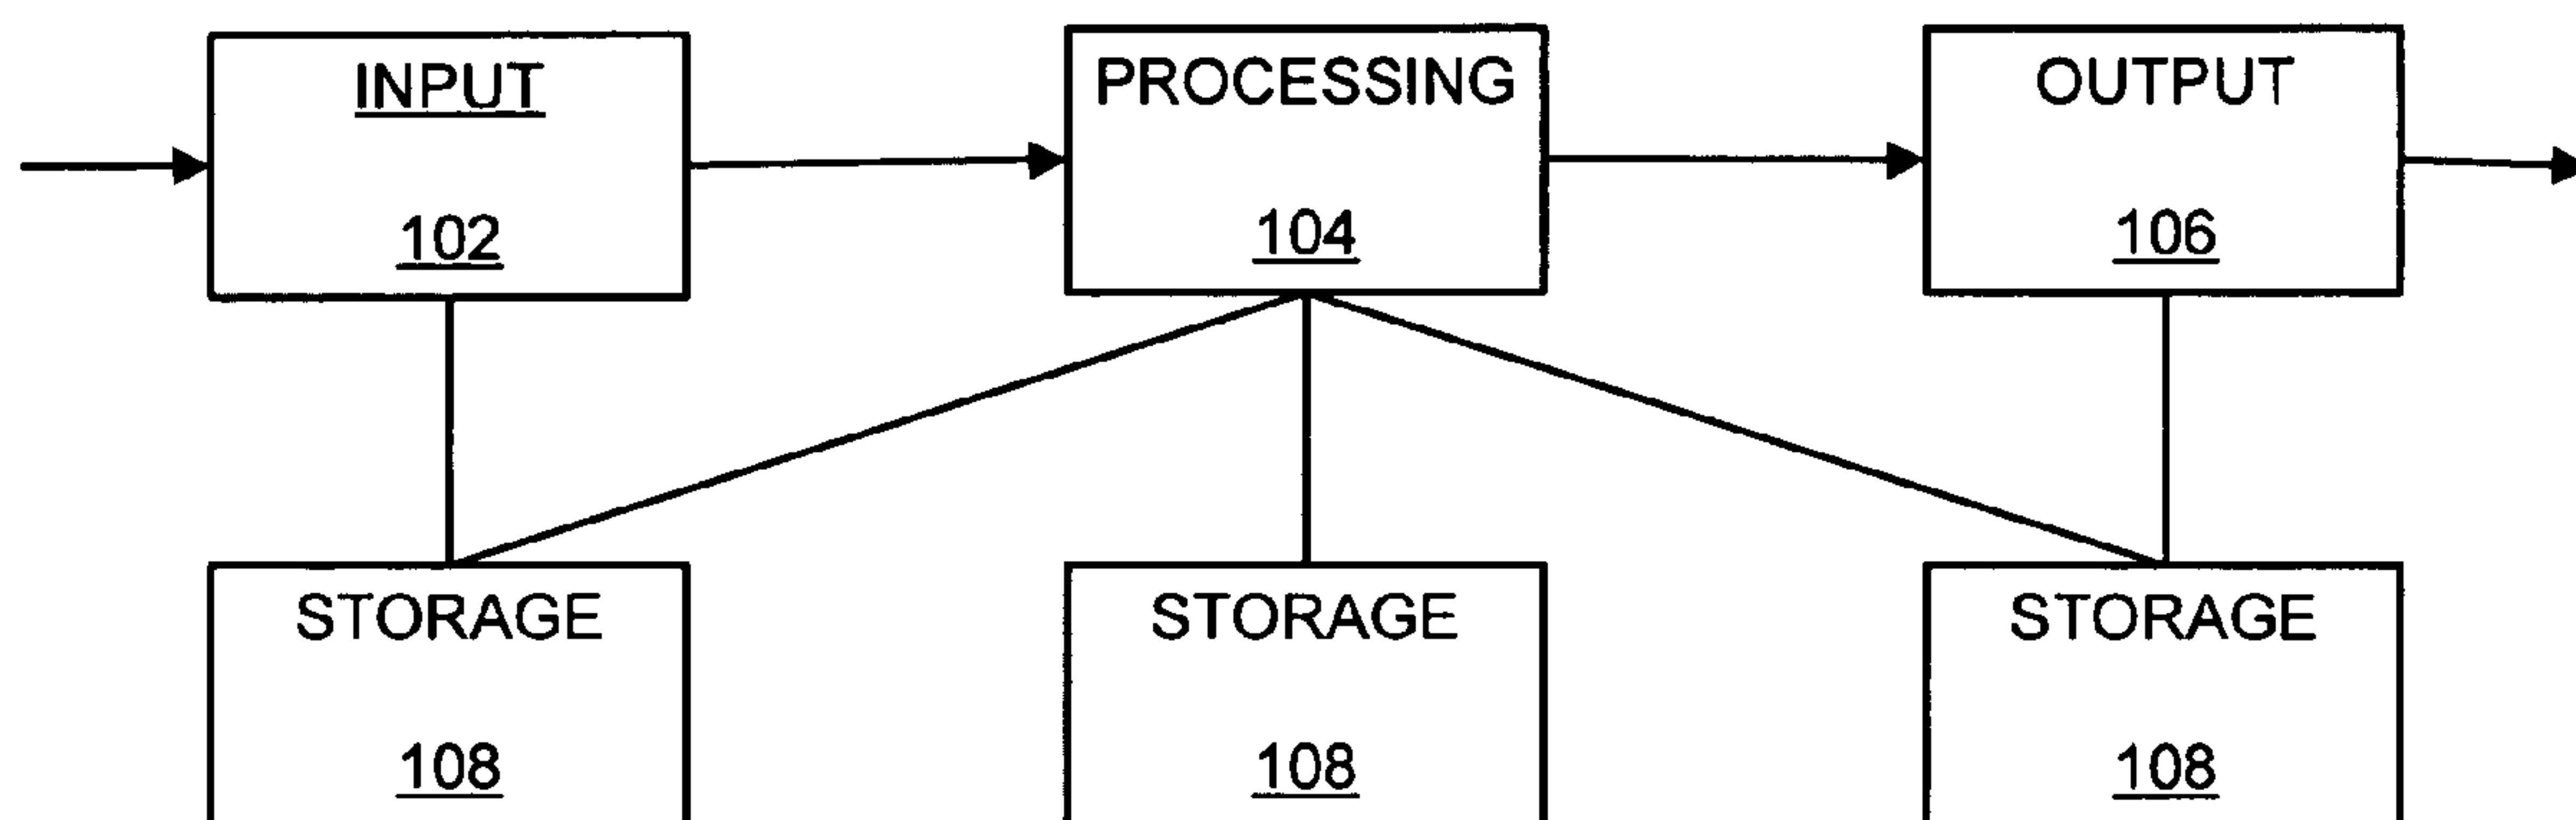 INPUT
102
PROCESSING
104
OUTPUT
106
STORAGE
108
STORAGE
108
STORAGE
108